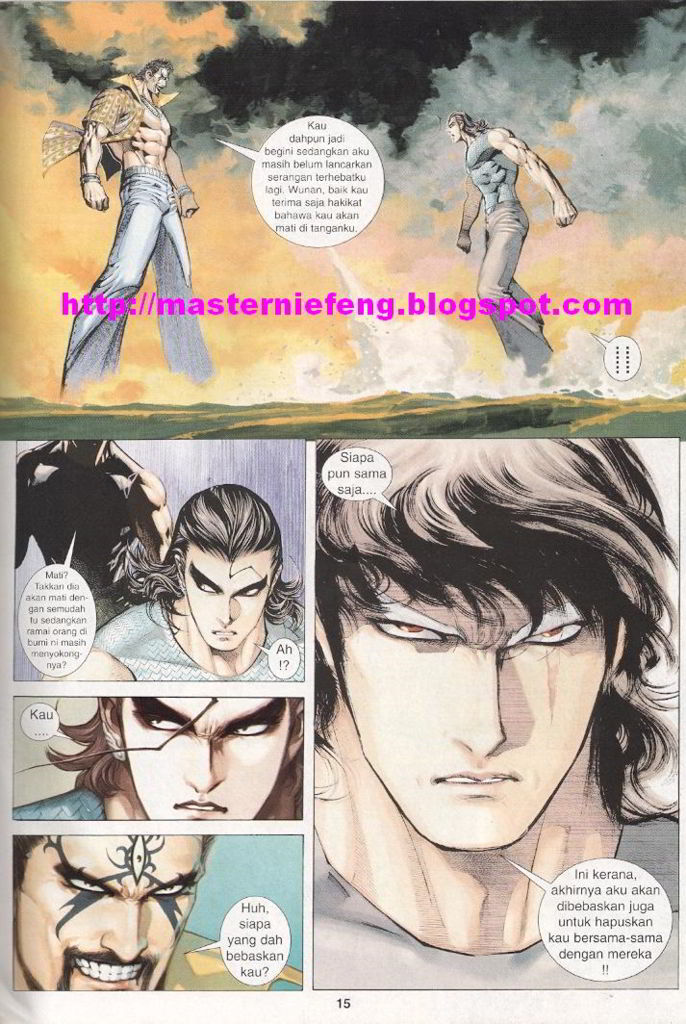 Kau
dahpun jadi
begini sedangkan aku
masih belum lancarkan
serangan terhebatku
lagi. Wunan, baik kau
terima saja hakikat
bahawa kau akan
mati di tanganku.
http://masterniefeng.blogspot.com
!!
Mati?
Takkan dia
akan mati den-
gan semudah
tu sedangkan
ramai orang di
bumi ni masih
menyokong-
nya?
Ah
!?
Kau
....
Huh,
siapa
yang dah
bebaskan
kau?
Siapa
pun sama
saja....
Ini kerana,
akhirnya aku akan
dibebaskan juga
untuk hapuskan
kau bersama-sama
dengan mereka
!!
15